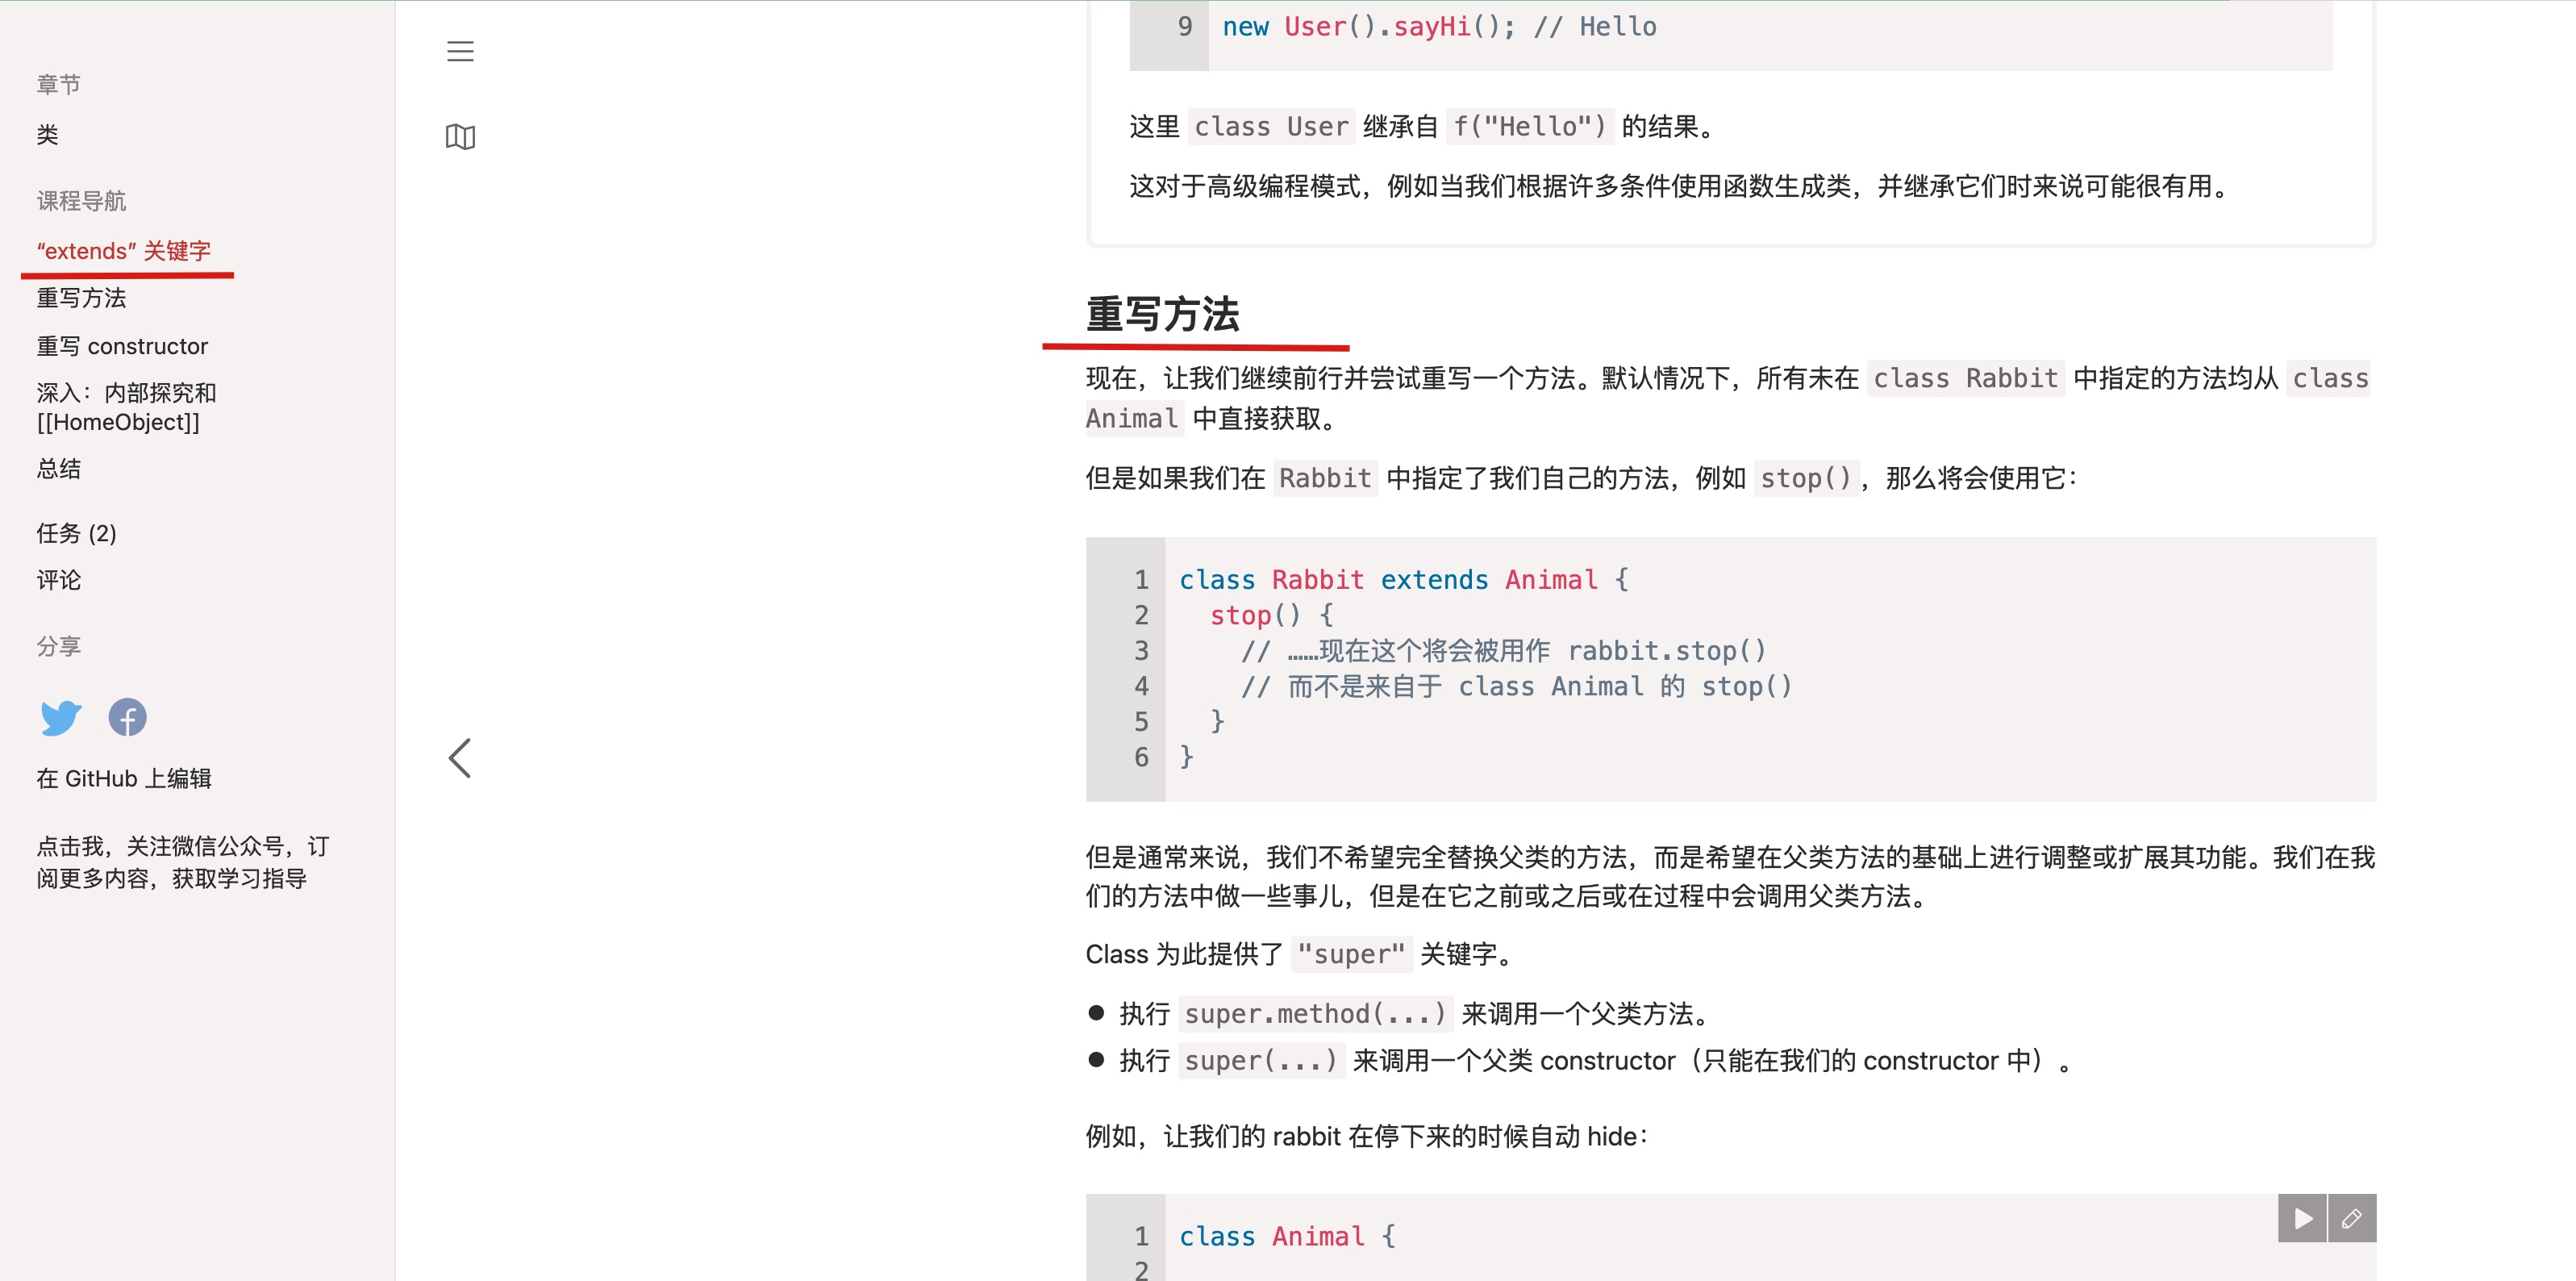 章节
类
课程导航
“extends” 关键字
重写方法
重写 constructor
深入：内部探究和
[[HomeObject]]
总结
任务 (2)
评论
分享
在 GitHub 上编辑
点击我，关注微信公众号，订
阅更多内容，获取学习指导
9 new User().sayHi(); // Hello
这里 class User 继承自 f("Hello") 的结果。
这对于高级编程模式，例如当我们根据许多条件使用函数生成类，并继承它们时来说可能很有用。
重写方法
现在，让我们继续前行并尝试重写一个方法。默认情况下，所有未在 class Rabbit 中指定的方法均从 class
Animal 中直接获取。
但是如果我们在 Rabbit 中指定了我们自己的方法，例如 stop()，那么将会使用它：
1 class Rabbit extends Animal {
2   stop() {
3     // ……现在这个将会被用作 rabbit.stop()
4     // 而不是来自于 class Animal 的 stop()
5   }
6 }
但是通常来说，我们不希望完全替换父类的方法，而是希望在父类方法的基础上进行调整或扩展其功能。我们在我
们的方法中做一些事儿，但是在它之前或之后或在过程中会调用父类方法。
Class 为此提供了 "super" 关键字。
● 执行 super.method(...) 来调用一个父类方法。
● 执行 super(...) 来调用一个父类 constructor（只能在我们的 constructor 中）。
例如，让我们的 rabbit 在停下来的时候自动 hide：
1 class Animal {
2